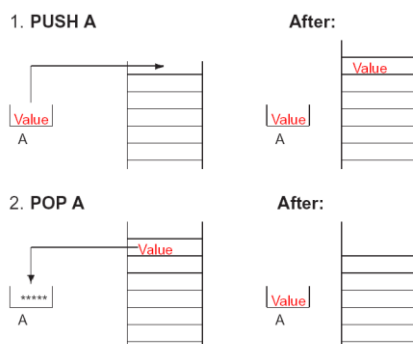 1. PUSH A
After:
Value
Value
A
Value
A
2. POP A
After:
Value
*****
A
Value
A